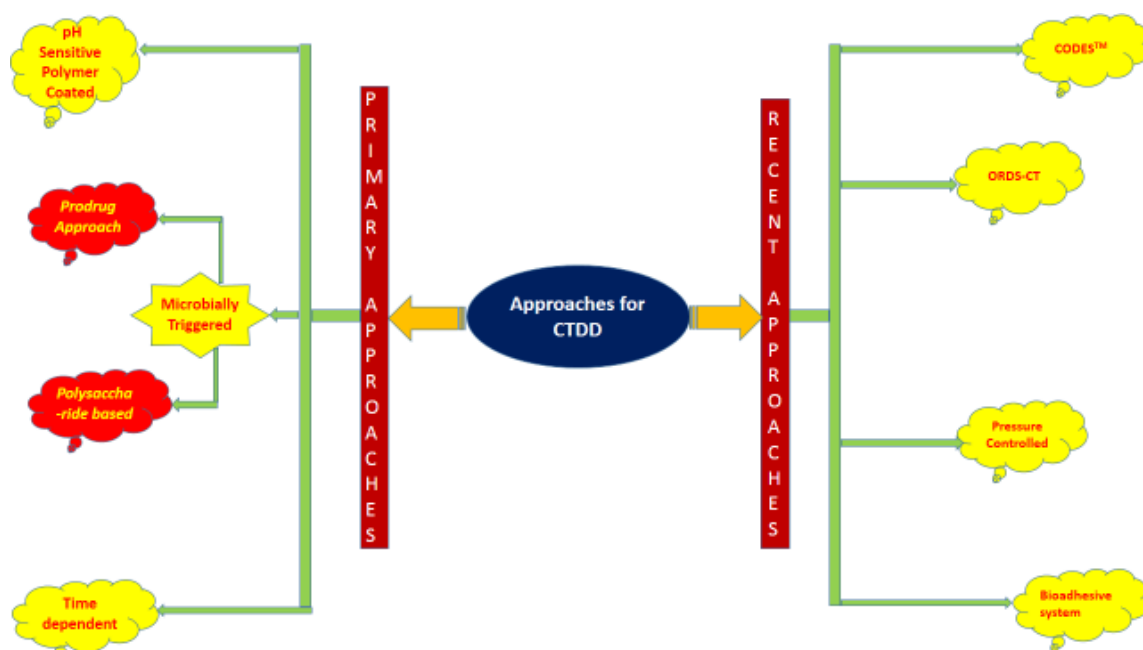 pH
Sensitive
Polymer
Coated
Prodrug
Approach
Microbially
Triggered
Polysaccha
-ride based
Time
dependent
PRIMARY APPROACHES
Approaches for
CTDD
RECENT APPROACHES
CODES™
ORDS-CT
Pressure
Controlled
Bioadhesive
system